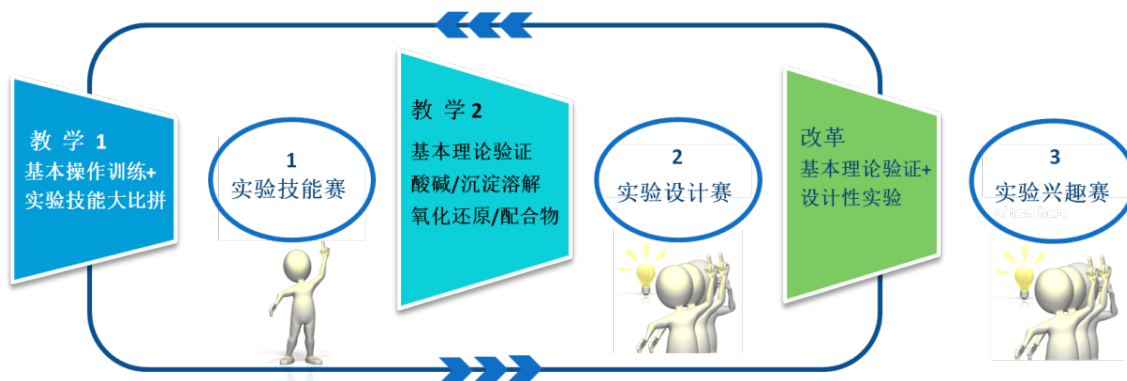 教 学 1
基本操作训练+
实验技能大比拼
1
实验技能赛
教 学 2
基本理论验证
酸碱/沉淀溶解
氧化还原/配合物
2
实验设计赛
改革
基本理论验证+
设计性实验
3
实验兴趣赛